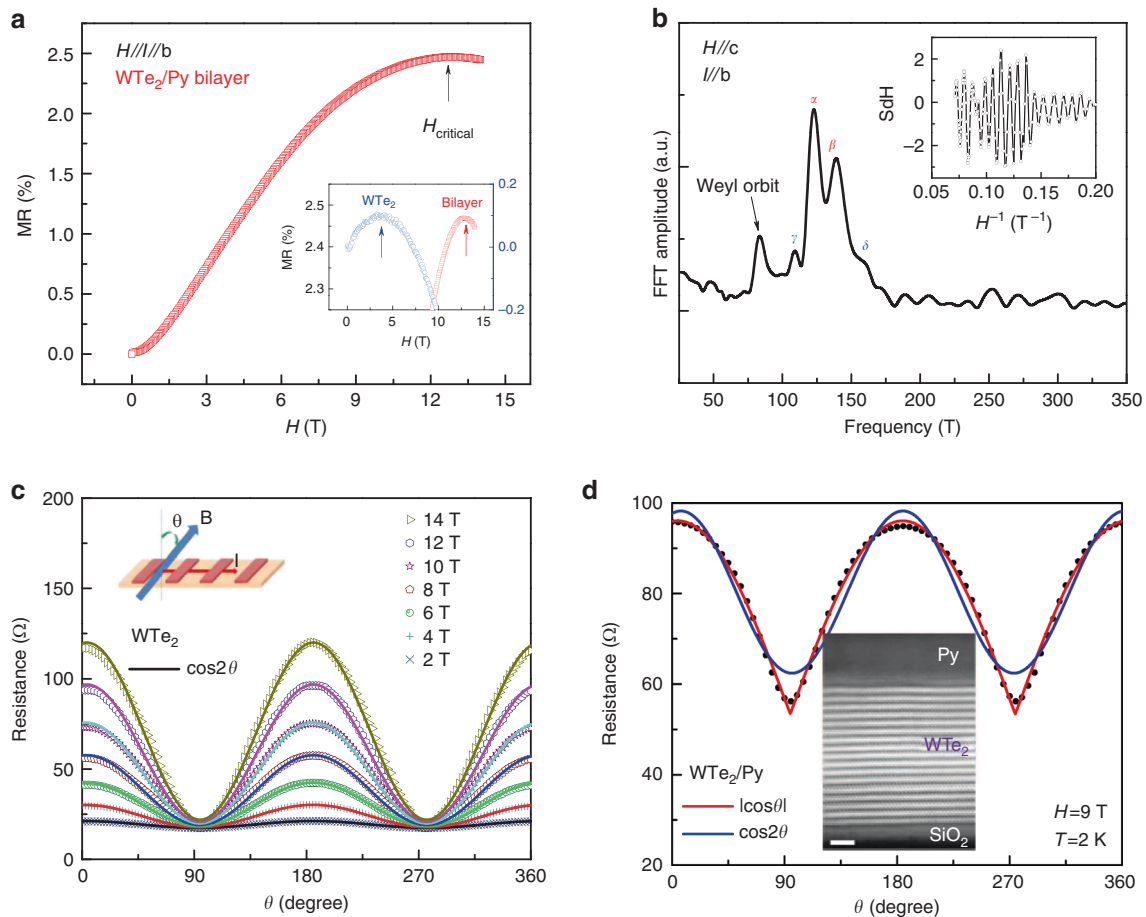 a
H//I//b
WTe2/Py bilayer
Hcritical
MR (%)
2.5
2.0
1.5
1.0
0.5
0.0
0 3 6 9 12 15
H (T)
WTe2 Bilayer
MR (%)
2.5
2.4
2.3
0.2
0.0
−0.2
0 5 10 15
H (T)
b
H//c
I//b
α
β
Weyl orbit
γ
δ
FFT amplitude (a.u.)
50 100 150 200 250 300 350
Frequency (T)
SdH
2
0
−2
0.05 0.10 0.15 0.20
H−1 (T−1)
c
Resistance (Ω)
200
150
100
50
0
θ
B
I
WTe2
cos2θ
14 T
12 T
10 T
8 T
6 T
4 T
2 T
0 90 180 270 360
θ (degree)
d
Resistance (Ω)
100
80
60
40
20
Py
WTe2
SiO2
WTe2/Py
IcosθI
cos2θ
H=9 T
T=2 K
0 90 180 270 360
θ (degree)